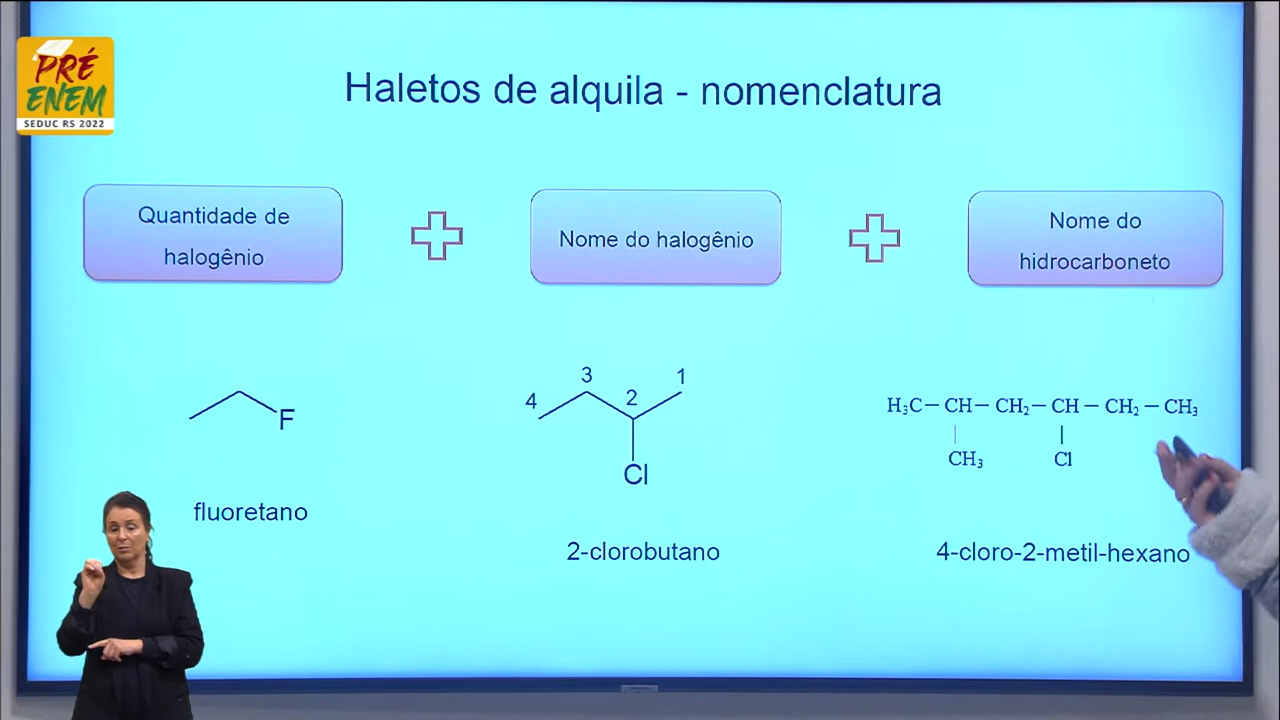 PRÉ
ENEM
SEDUC RS 2022
Haletos de alquila - nomenclatura
Quantidade de
halogênio
Nome do halogênio
Nome do
hidrocarboneto
F
fluoretano
4
3
2
1
Cl
2-clorobutano
H₃C — CH — CH₂ — CH — CH₂ — CH₃
CH₃
Cl
4-cloro-2-metil-hexano